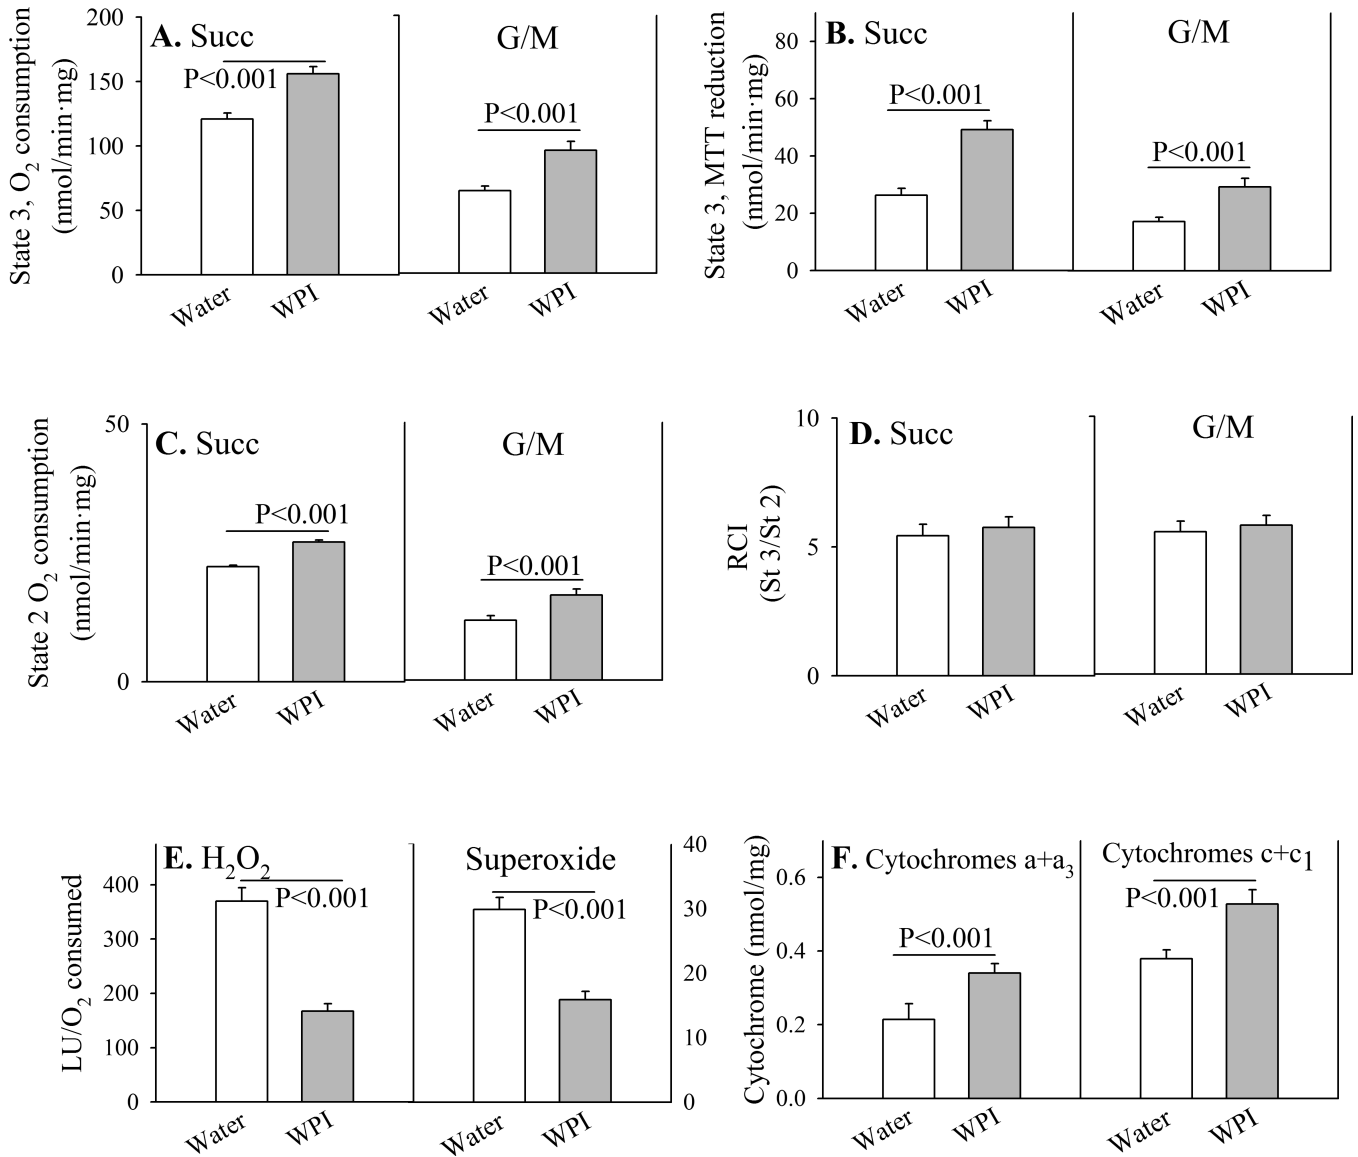 State 3, O2 consumption
(nmol/min·mg)
200
150
100
50
0
A. Succ
P<0.001
G/M
P<0.001
Water
WPI
Water
WPI
State 3, MTT reduction
(nmol/min·mg)
80
60
40
20
0
B. Succ
P<0.001
G/M
P<0.001
Water
WPI
Water
WPI
State 2 O2 consumption
(nmol/min·mg)
50
0
C. Succ
P<0.001
G/M
P<0.001
Water
WPI
Water
WPI
RCI
(St 3/St 2)
10
5
0
D. Succ
G/M
Water
WPI
Water
WPI
LU/O2 consumed
400
300
200
100
0
E. H2O2
P<0.001
Superoxide
P<0.001
40
30
20
10
0
Water
WPI
Water
WPI
Cytochrome (nmol/mg)
0.6
0.4
0.2
0.0
F. Cytochromes a+a3
P<0.001
Cytochromes c+c1
P<0.001
Water
WPI
Water
WPI